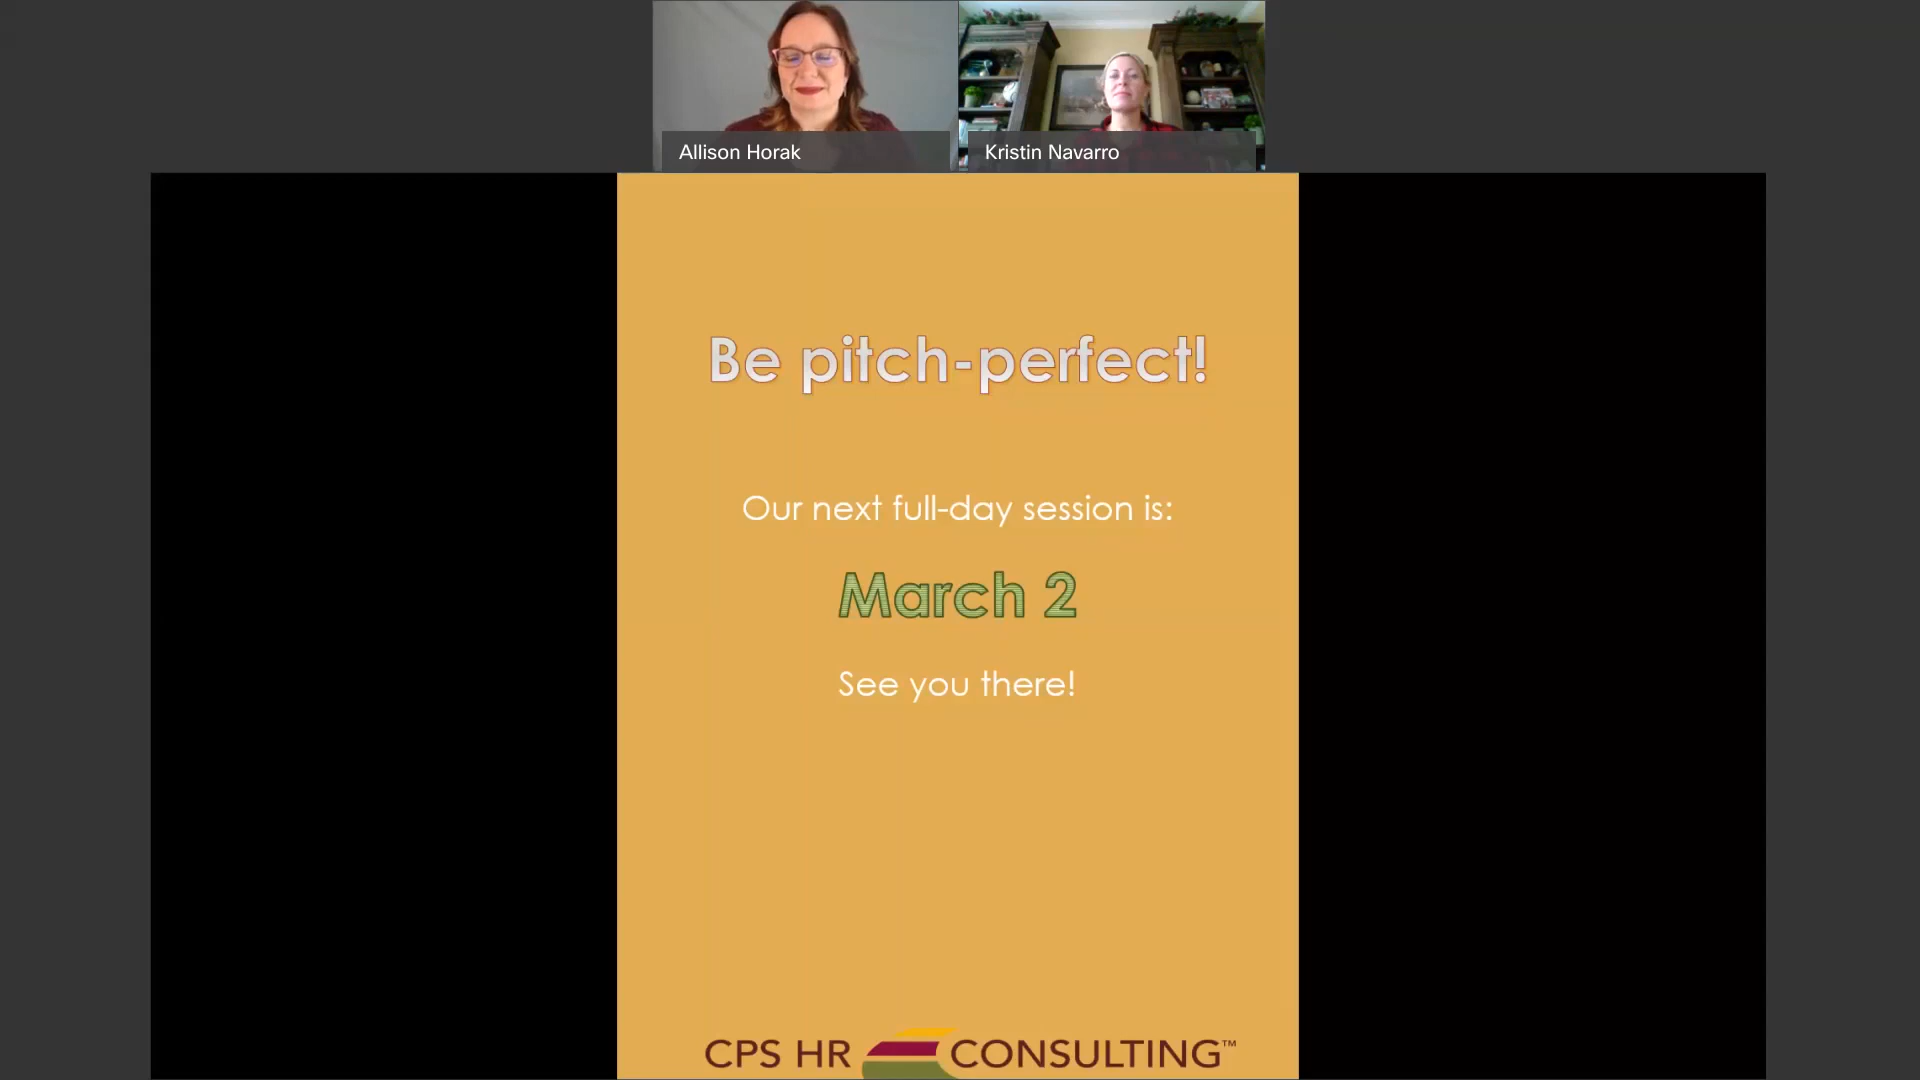 Allison Horak
Kristin Navarro
Be pitch-perfect!
Our next full-day session is:
March 2
See you there!
CPS HR CONSULTING™